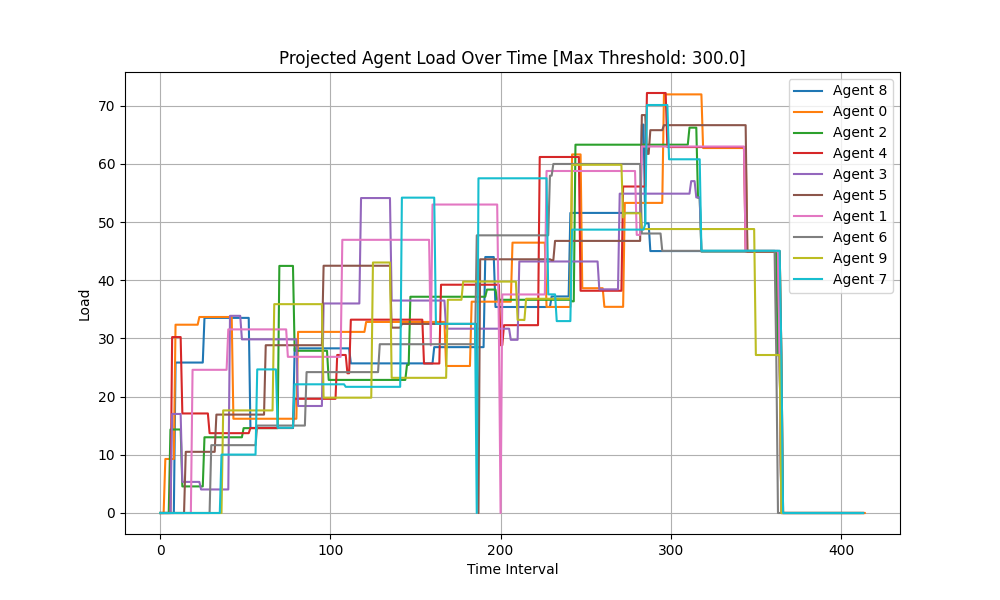 Projected Agent Load Over Time [Max Threshold: 300.0]
Load
70
60
50
40
30
20
10
0
0
100
200
300
400
Time Interval
Agent 8
Agent 0
Agent 2
Agent 4
Agent 3
Agent 5
Agent 1
Agent 6
Agent 9
Agent 7